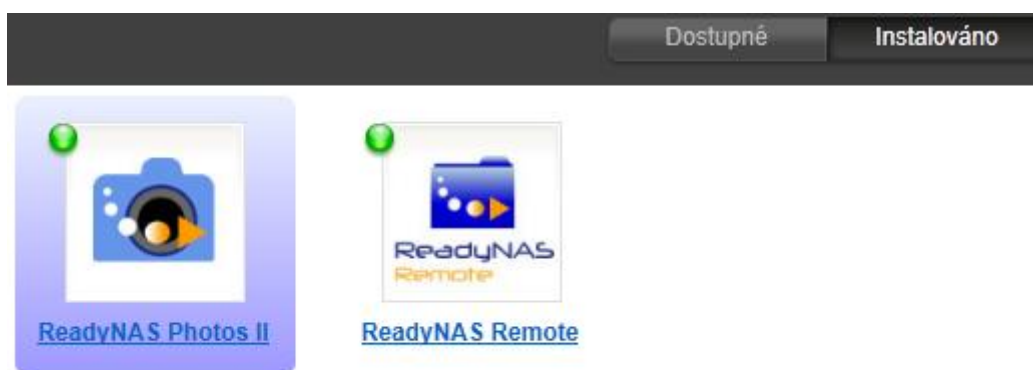 Dostupné
Instalováno
ReadyNAS
Remote
ReadyNAS Photos II
ReadyNAS Remote